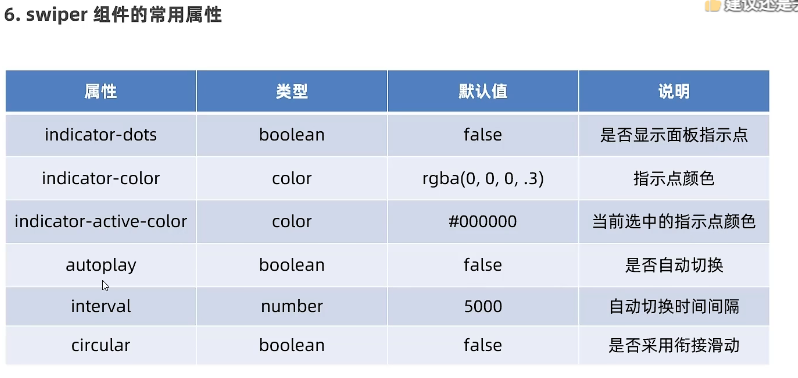 6. swiper 组件的常用属性
建议还是
属性 类型 默认值 说明
indicator-dots boolean false 是否显示面板指示点
indicator-color color rgba(0, 0, 0, .3) 指示点颜色
indicator-active-color color #000000 当前选中的指示点颜色
autoplay boolean false 是否自动切换
interval number 5000 自动切换时间间隔
circular boolean false 是否采用衔接滑动